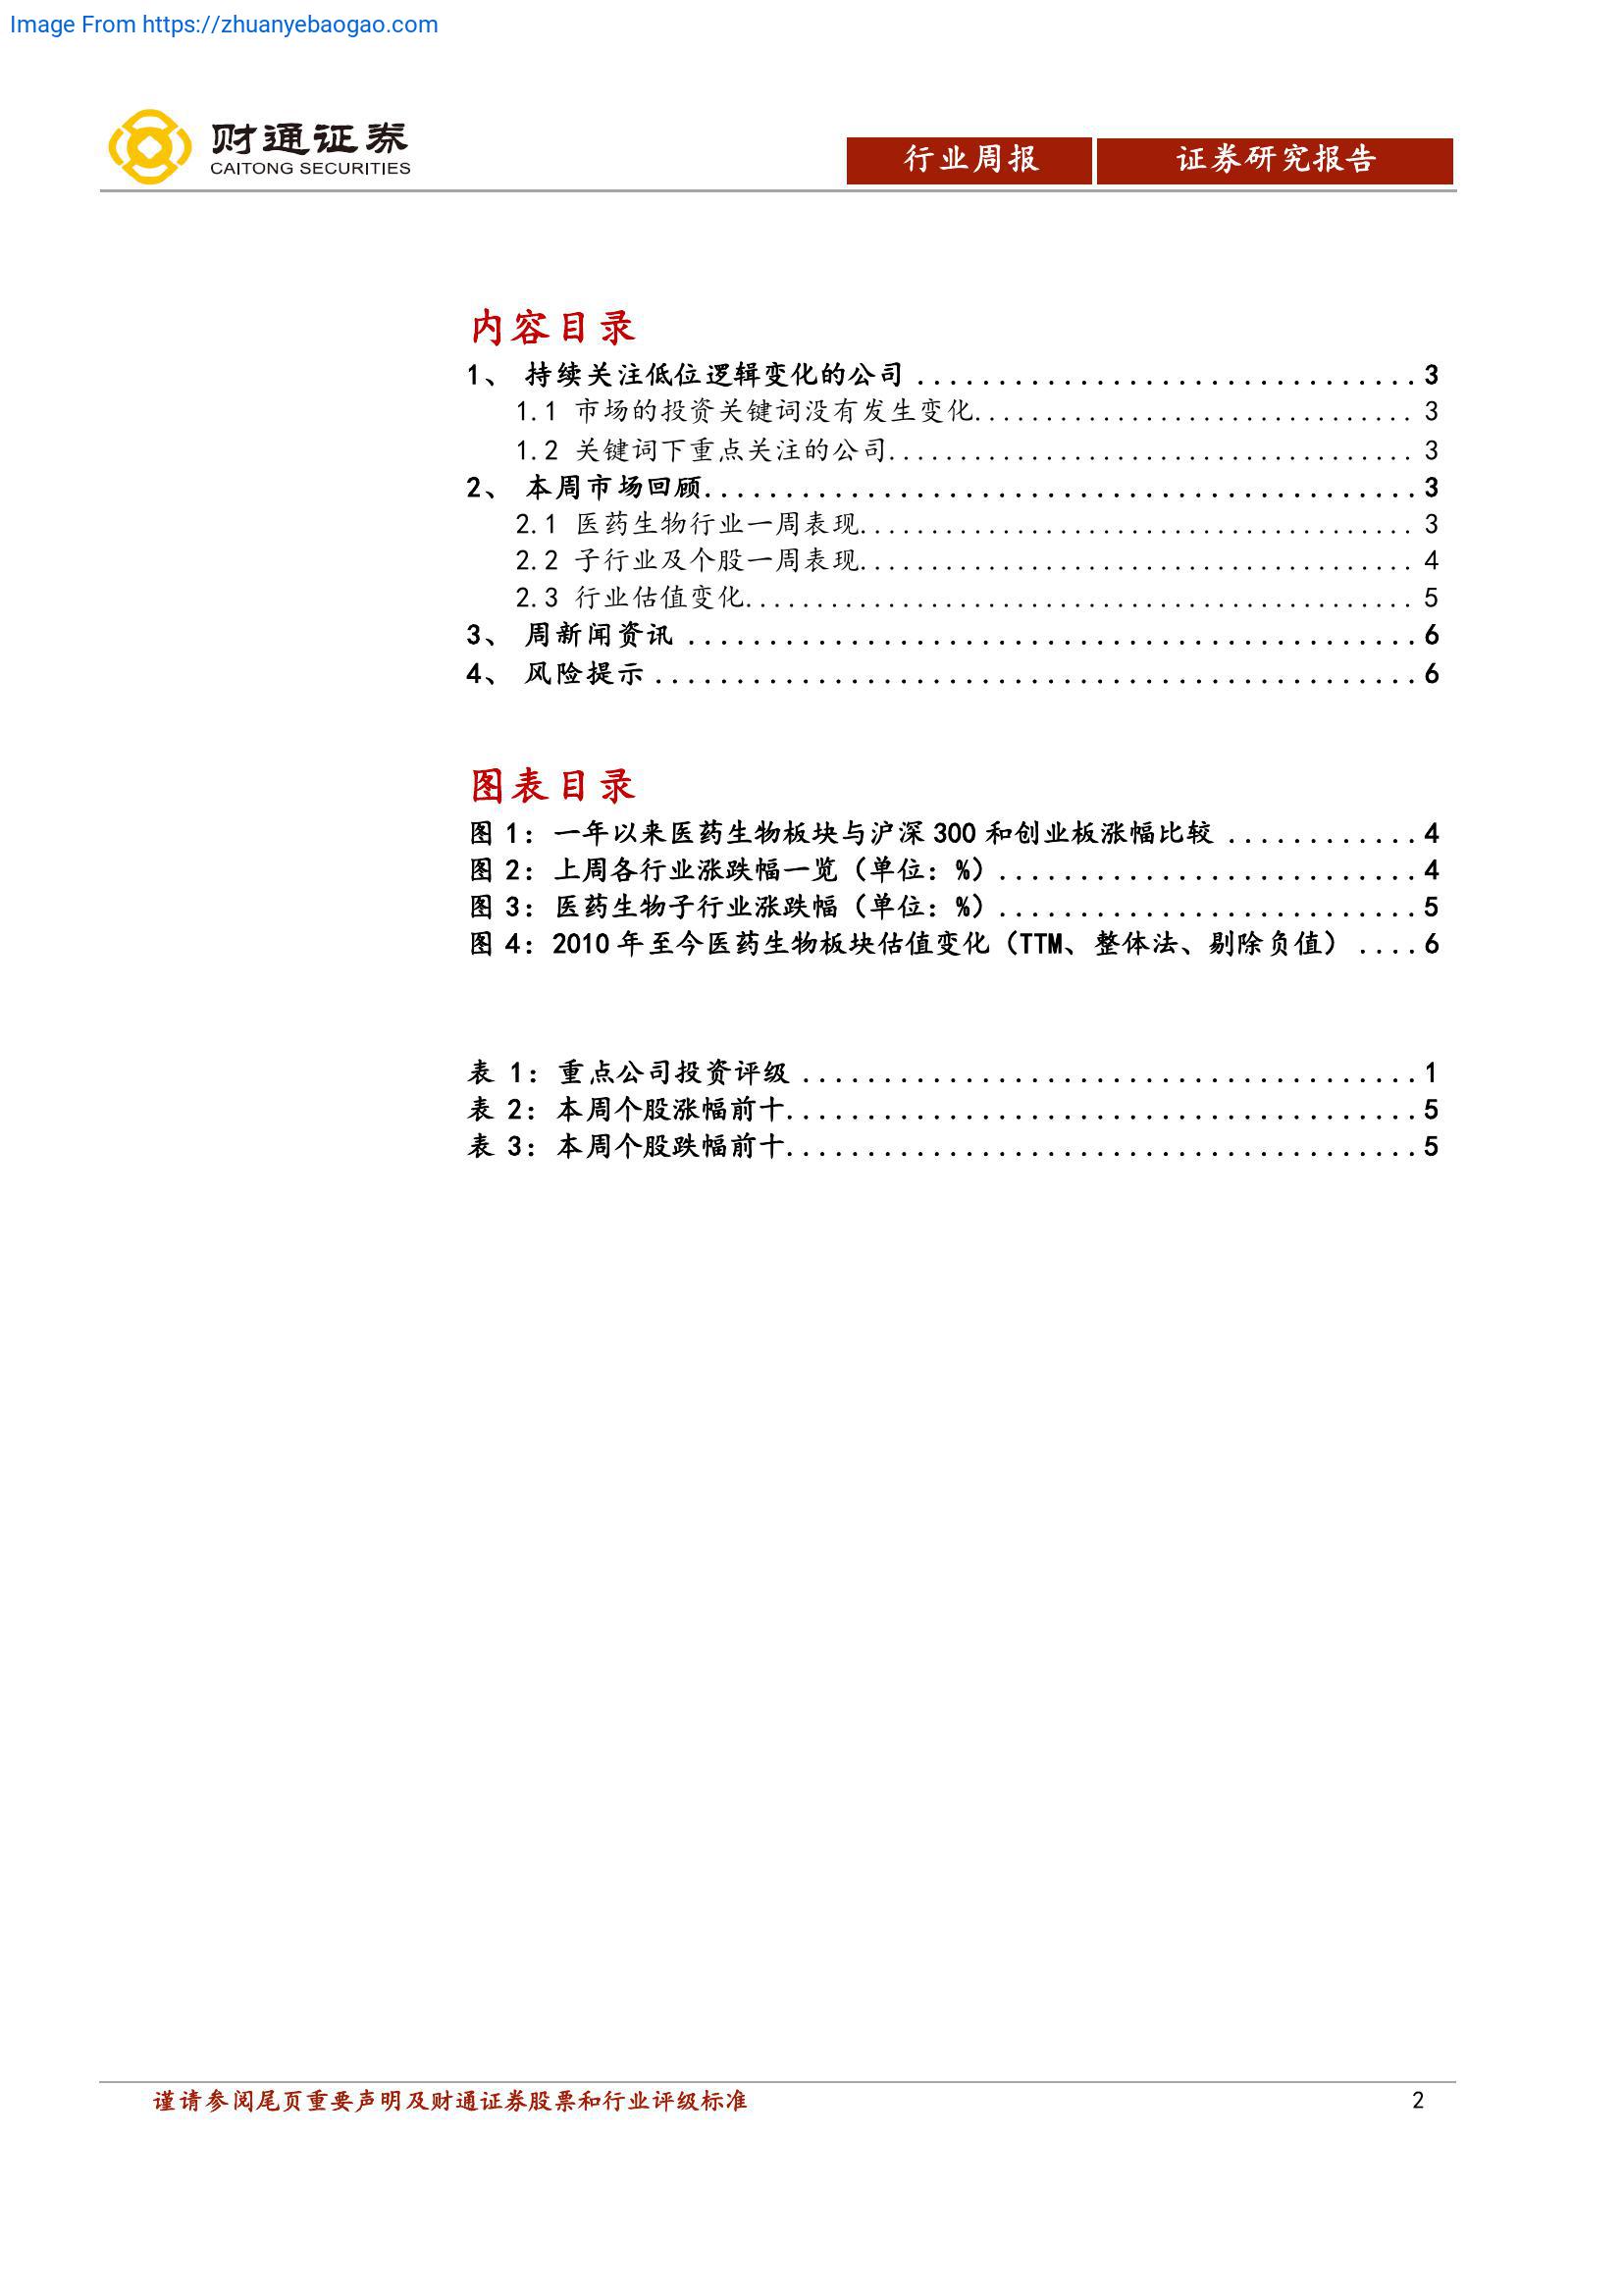 Image From https://zhuanyebaogao.com
财通证券
CAITONG SECURITIES
行业周报
证券研究报告
内容目录
1、 持续关注低位逻辑变化的公司 ............................... 3
1.1 市场的投资关键词没有发生变化............................... 3
1.2 关键词下重点关注的公司..................................... 3
2、 本周市场回顾............................................ 3
2.1 医药生物行业一周表现....................................... 3
2.2 子行业及个股一周表现....................................... 4
2.3 行业估值变化............................................... 5
3、 周新闻资讯 ............................................. 6
4、 风险提示 ............................................... 6
图表目录
图 1：一年以来医药生物板块与沪深 300 和创业板涨幅比较 ............ 4
图 2：上周各行业涨跌幅一览（单位：%）.......................... 4
图 3：医药生物子行业涨跌幅（单位：%）.......................... 5
图 4：2010 年至今医药生物板块估值变化（TTM、整体法、剔除负值） .... 6
表 1：重点公司投资评级 ...................................... 1
表 2：本周个股涨幅前十....................................... 5
表 3：本周个股跌幅前十....................................... 5
谨请参阅尾页重要声明及财通证券股票和行业评级标准
2